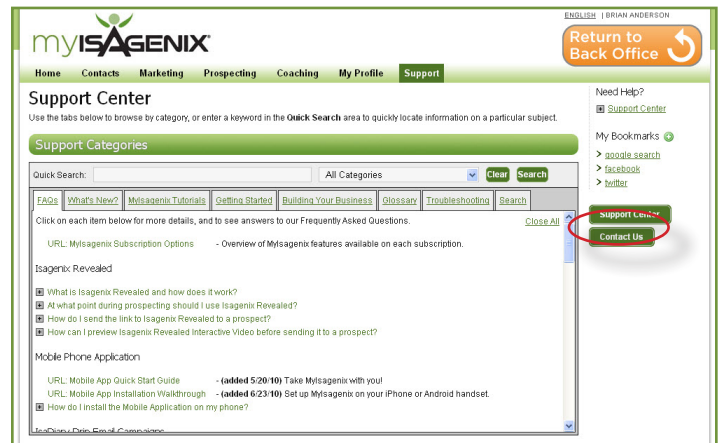 ENGLISH | BRIAN ANDERSON
myISAGENIX
Return to
Back Office
Home Contacts Marketing Prospecting Coaching My Profile Support
Support Center
Use the tabs below to browse by category, or enter a keyword in the Quick Search area to quickly locate information on a particular subject.
Support Categories
Quick Search: All Categories Clear Search
FAQs What's New? MyIsagenix Tutorials Getting Started Building Your Business Glossary Troubleshooting Search
Click on each item below for more details, and to see answers to our Frequently Asked Questions. Close All
URL: MyIsagenix Subscription Options - Overview of MyIsagenix features available on each subscription.
Isagenix Revealed
What is Isagenix Revealed and how does it work?
At what point during prospecting should I use Isagenix Revealed?
How do I send the link to Isagenix Revealed to a prospect?
How can I preview Isagenix Revealed Interactive Video before sending it to a prospect?
Mobile Phone Application
URL: Mobile App Quick Start Guide - (added 5/20/10) Take MyIsagenix with you!
URL: Mobile App Installation Walkthrough - (added 6/23/10) Set up MyIsagenix on your iPhone or Android handset.
How do I install the Mobile Application on my phone?
IsaDiary Drip Email Campaigns
Need Help?
Support Center
My Bookmarks
google search
facebook
twitter
Support Center
Contact Us